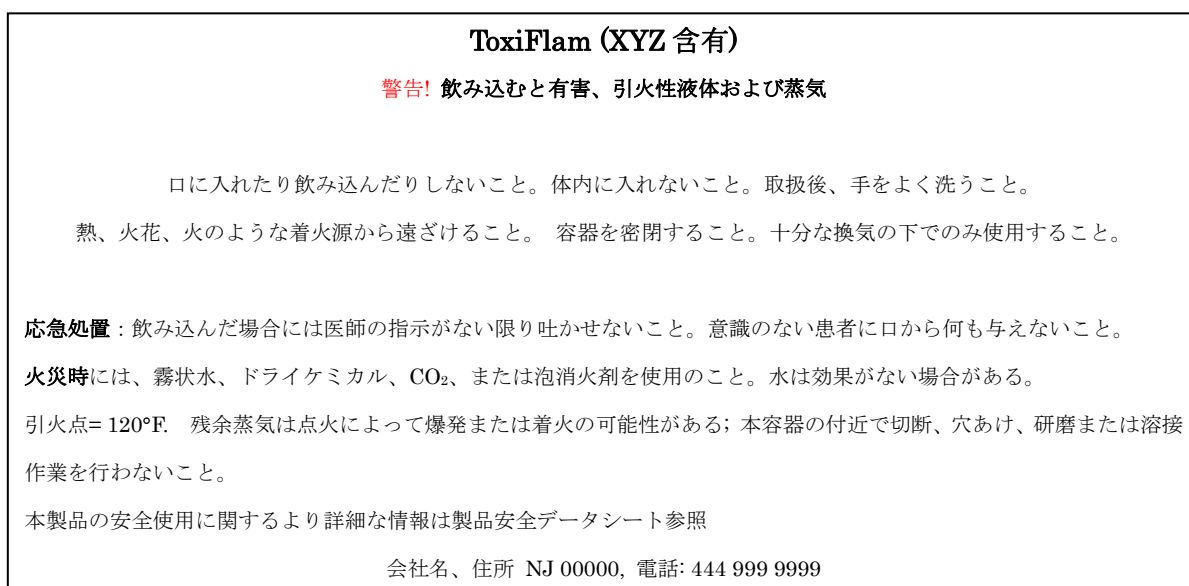 ToxiFlam (XYZ 含有)
警告! 飲み込むと有害、引火性液体および蒸気
口に入れたり飲み込んだりしないこと。体内に入れないこと。取扱後、手をよく洗うこと。
熱、火花、火のような着火源から遠ざけること。 容器を密閉すること。十分な換気の下でのみ使用すること。
応急処置：飲み込んだ場合には医師の指示がない限り吐かせないこと。意識のない患者に口から何も与えないこと。
火災時には、霧状水、ドライケミカル、CO₂、または泡消火剤を使用のこと。水は効果がない場合がある。
引火点= 120°F. 残余蒸気は点火によって爆発または着火の可能性がある; 本容器の付近で切断、穴あけ、研磨または溶接
作業を行わないこと。
本製品の安全使用に関するより詳細な情報は製品安全データシート参照
会社名、住所 NJ 00000, 電話: 444 999 9999